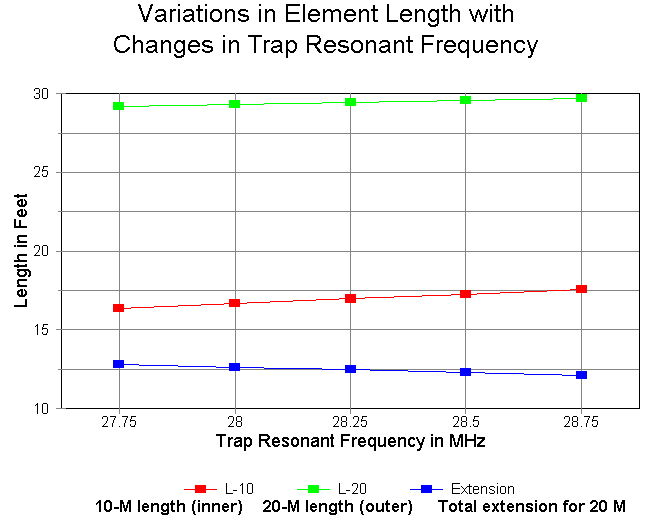 Variations in Element Length with
Changes in Trap Resonant Frequency
Length in Feet
30
25
20
15
10
27.75 28 28.25 28.5 28.75
Trap Resonant Frequency in MHz
L-10 L-20 Extension
10-M length (inner) 20-M length (outer) Total extension for 20 M